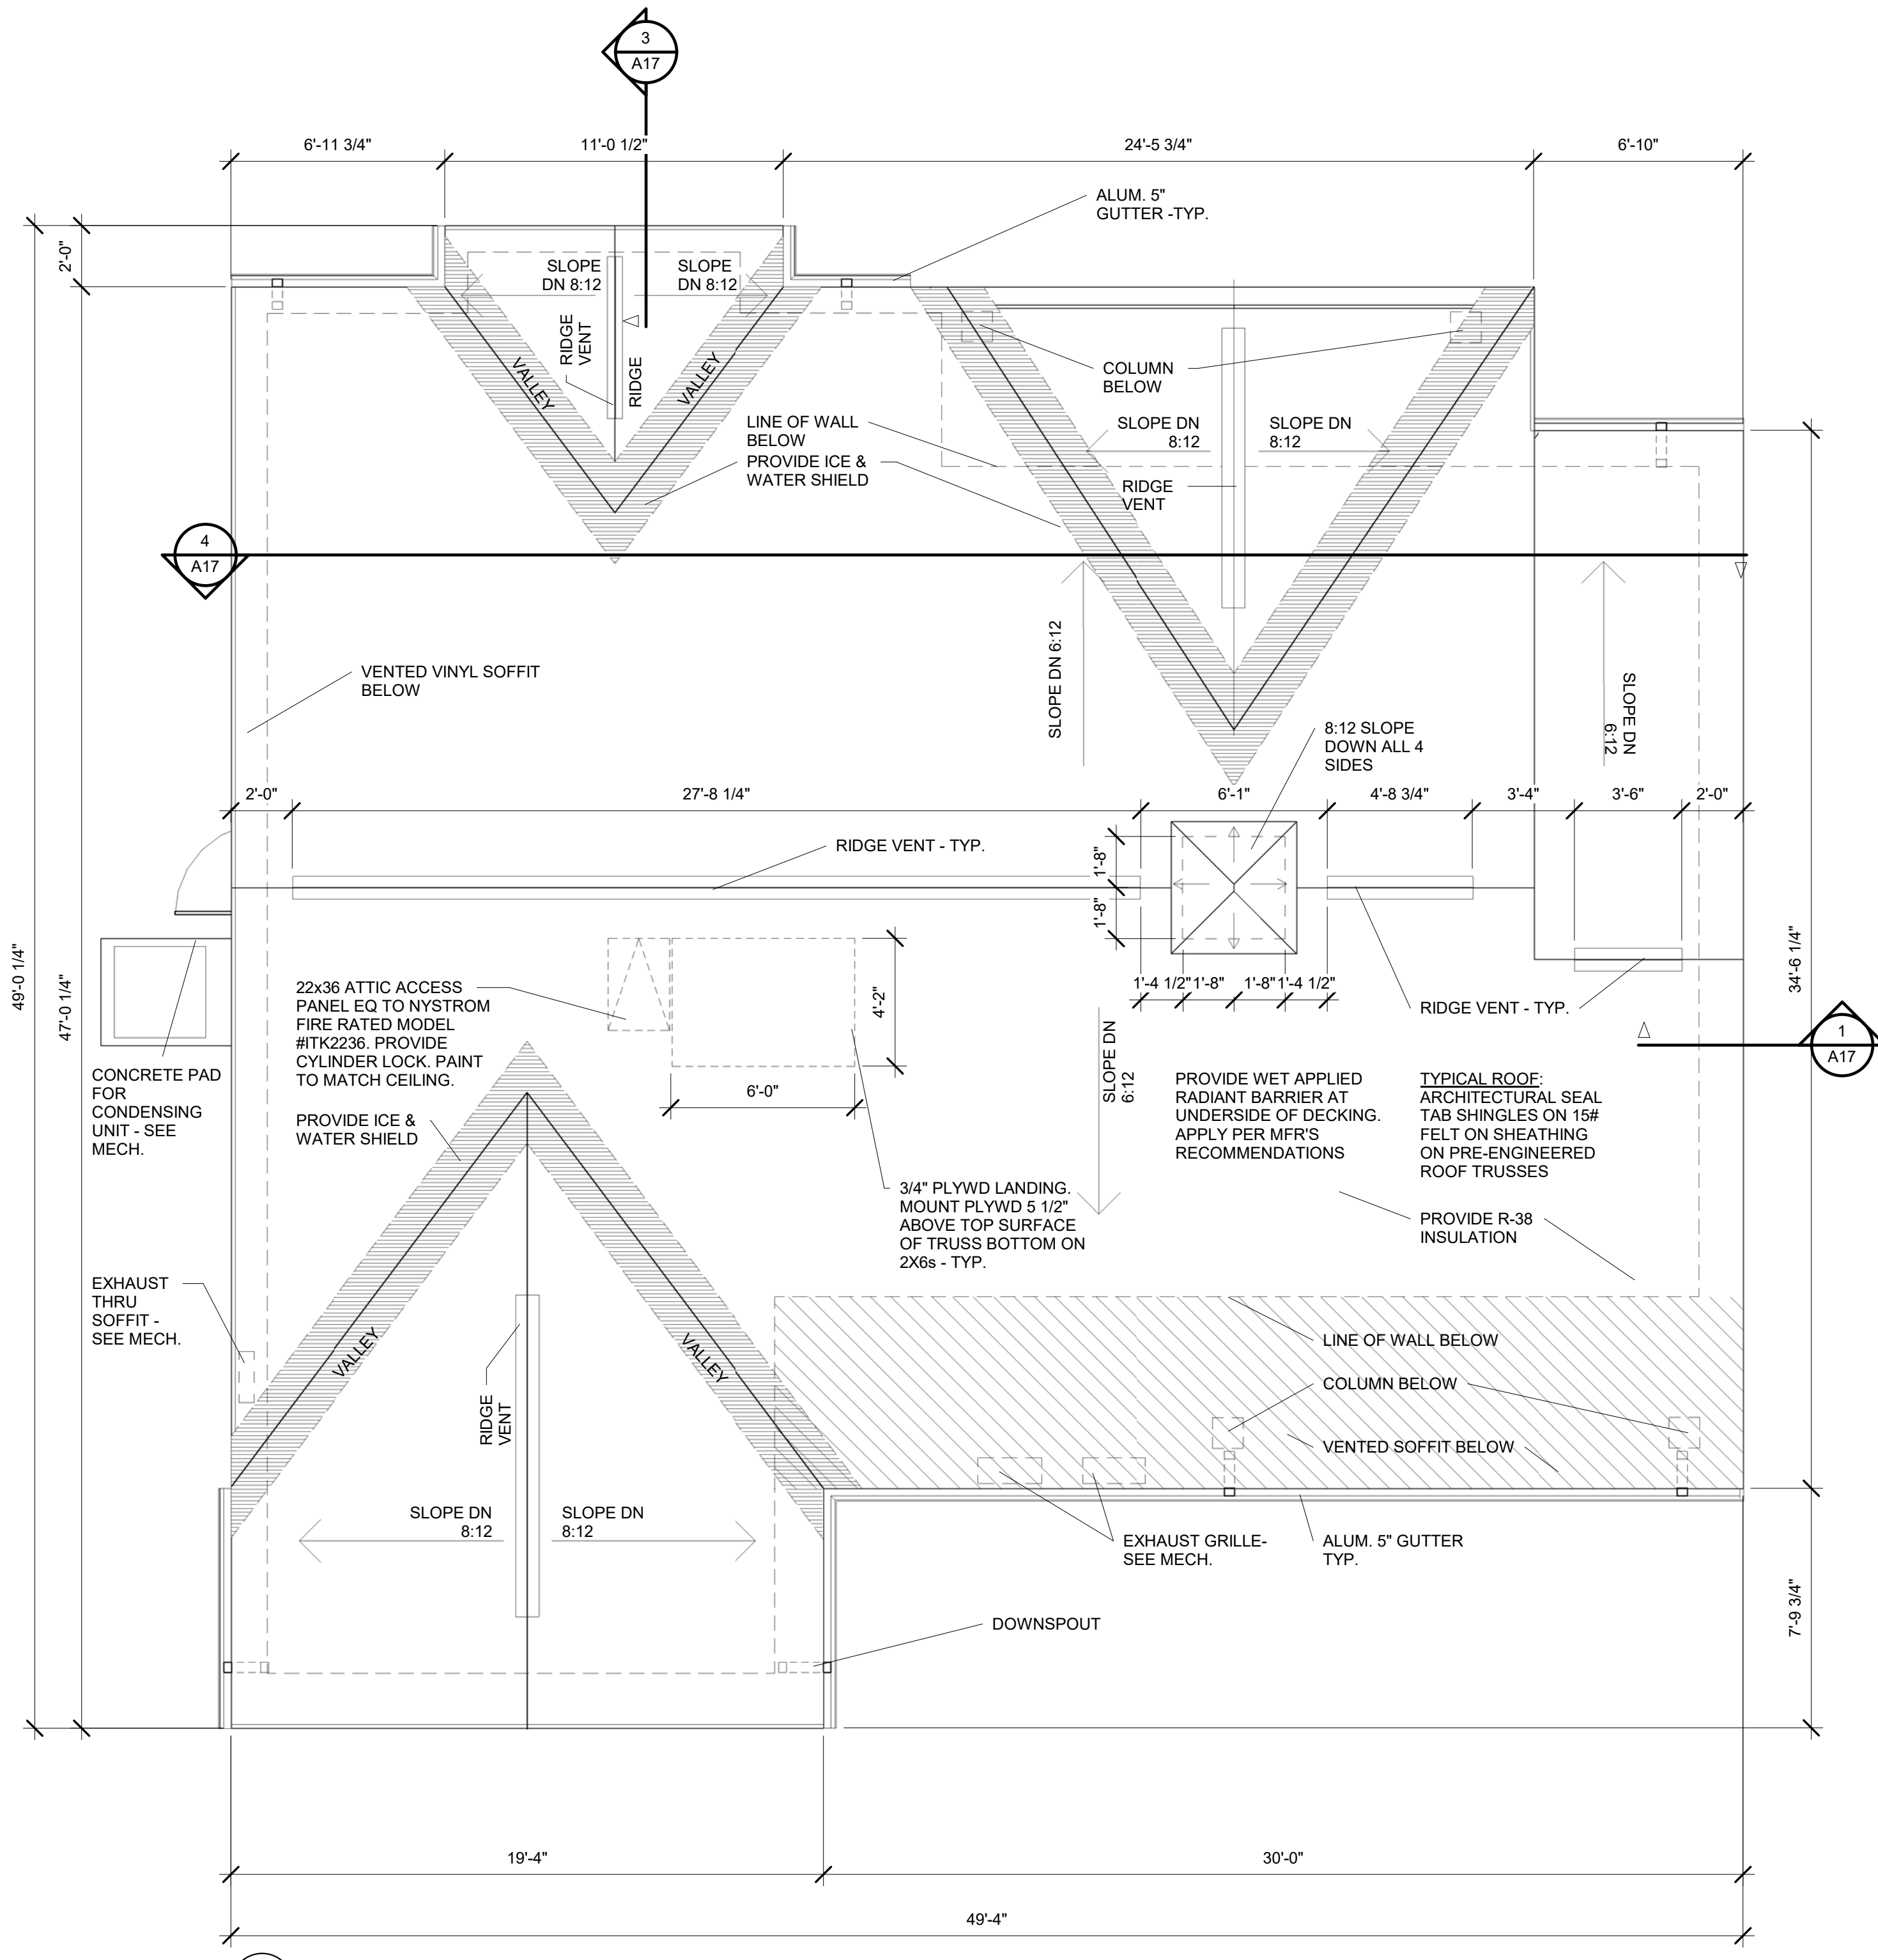 3
A17
6'-11 3/4"
11'-0 1/2"
24'-5 3/4"
6'-10"
ALUM. 5"
GUTTER -TYP.
2'-0"
SLOPE
DN 8:12
SLOPE
DN 8:12
RIDGE
VENT
RIDGE
VALLEY
VALLEY
COLUMN
BELOW
LINE OF WALL
BELOW
PROVIDE ICE &
WATER SHIELD
SLOPE DN
8:12
SLOPE DN
8:12
RIDGE
VENT
4
A17
VENTED VINYL SOFFIT
BELOW
SLOPE DN 6:12
SLOPE DN
6:12
8:12 SLOPE
DOWN ALL 4
SIDES
2'-0"
27'-8 1/4"
6'-1"
4'-8 3/4"
3'-4"
3'-6"
2'-0"
RIDGE VENT - TYP.
1'-8"
1'-8"
49'-0 1/4"
47'-0 1/4"
34'-6 1/4"
1'-4 1/2"
1'-8"
1'-8"
1'-4 1/2"
RIDGE VENT - TYP.
22x36 ATTIC ACCESS
PANEL EQ TO NYSTROM
FIRE RATED MODEL
#ITK2236. PROVIDE
CYLINDER LOCK. PAINT
TO MATCH CEILING.
4'-2"
6'-0"
1
A17
CONCRETE PAD
FOR
CONDENSING
UNIT - SEE
MECH.
PROVIDE ICE &
WATER SHIELD
SLOPE DN
6:12
PROVIDE WET APPLIED
RADIANT BARRIER AT
UNDERSIDE OF DECKING.
APPLY PER MFR'S
RECOMMENDATIONS
TYPICAL ROOF:
ARCHITECTURAL SEAL
TAB SHINGLES ON 15#
FELT ON SHEATHING
ON PRE-ENGINEERED
ROOF TRUSSES
3/4" PLYWD LANDING.
MOUNT PLYWD 5 1/2"
ABOVE TOP SURFACE
OF TRUSS BOTTOM ON
2X6s - TYP.
PROVIDE R-38
INSULATION
EXHAUST
THRU
SOFFIT -
SEE MECH.
VALLEY
VALLEY
RIDGE
VENT
LINE OF WALL BELOW
COLUMN BELOW
VENTED SOFFIT BELOW
SLOPE DN
8:12
SLOPE DN
8:12
EXHAUST GRILLE-
SEE MECH.
ALUM. 5" GUTTER
TYP.
DOWNSPOUT
7'-9 3/4"
19'-4"
30'-0"
49'-4"